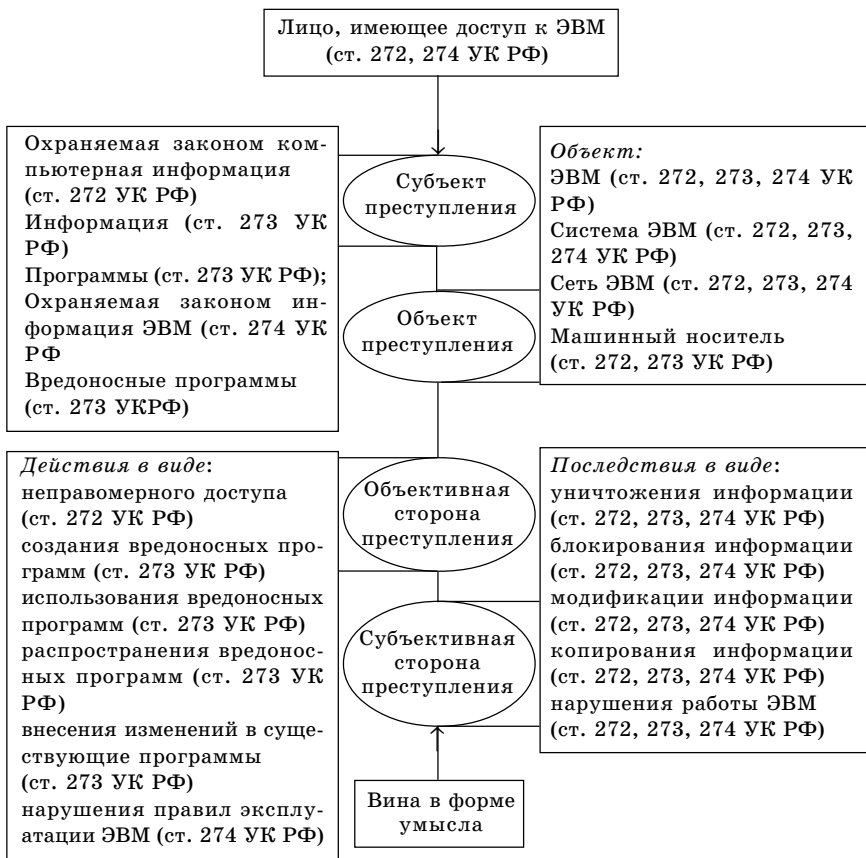 Лицо, имеющее доступ к ЭВМ
(ст. 272, 274 УК РФ)
Охраняемая законом ком-
пьютерная информация
(ст. 272 УК РФ)
Информация (ст. 273 УК
РФ)
Программы (ст. 273 УК РФ);
Охраняемая законом ин-
формация ЭВМ (ст. 274 УК
РФ
Вредоносные программы
(ст. 273 УКРФ)
Субъект
преступления
Объект
преступления
Объект:
ЭВМ (ст. 272, 273, 274 УК
РФ)
Система ЭВМ (ст. 272, 273,
274 УК РФ)
Сеть ЭВМ (ст. 272, 273, 274
УК РФ)
Машинный носитель
(ст. 272, 273 УК РФ)
Действия в виде:
неправомерного доступа
(ст. 272 УК РФ)
создания вредоносных про-
грамм (ст. 273 УК РФ)
использования вредоносных
программ (ст. 273 УК РФ)
распространения вредонос-
ных программ (ст. 273 УК
РФ)
внесения изменений в суще-
ствующие программы
(ст. 273 УК РФ)
нарушения правил эксплу-
атации ЭВМ (ст. 274 УК РФ)
Объективная
сторона
преступления
Субъективная
сторона
преступления
Последствия в виде:
уничтожения информации
(ст. 272, 273, 274 УК РФ)
блокирования информации
(ст. 272, 273, 274 УК РФ)
модификации информации
(ст. 272, 273, 274 УК РФ)
копирования информации
(ст. 272, 273, 274 УК РФ)
нарушения работы ЭВМ
(ст. 272, 273, 274 УК РФ)
Вина в форме
умысла